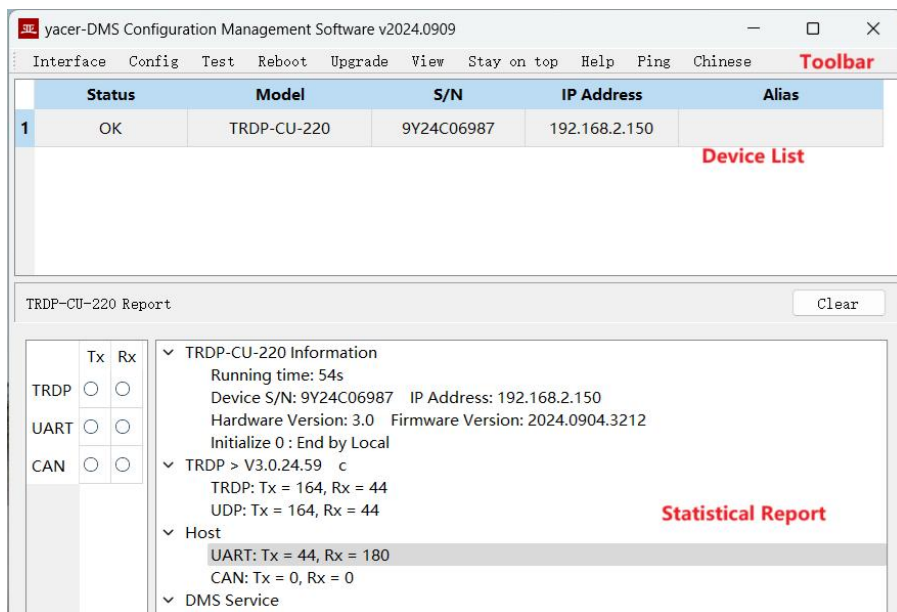 yacer-DMS Configuration Management Software v2024.0909
Interface Config Test Reboot Upgrade View Stay on top Help Ping Chinese Toolbar
Status Model S/N IP Address Alias
1 OK TRDP-CU-220 9Y24C06987 192.168.2.150
Device List
TRDP-CU-220 Report Clear
Tx Rx
TRDP
UART
CAN
TRDP-CU-220 Information
Running time: 54s
Device S/N: 9Y24C06987 IP Address: 192.168.2.150
Hardware Version: 3.0 Firmware Version: 2024.0904.3212
Initialize 0 : End by Local
TRDP > V3.0.24.59 c
TRDP: Tx = 164, Rx = 44
UDP: Tx = 164, Rx = 44
Statistical Report
Host
UART: Tx = 44, Rx = 180
CAN: Tx = 0, Rx = 0
DMS Service